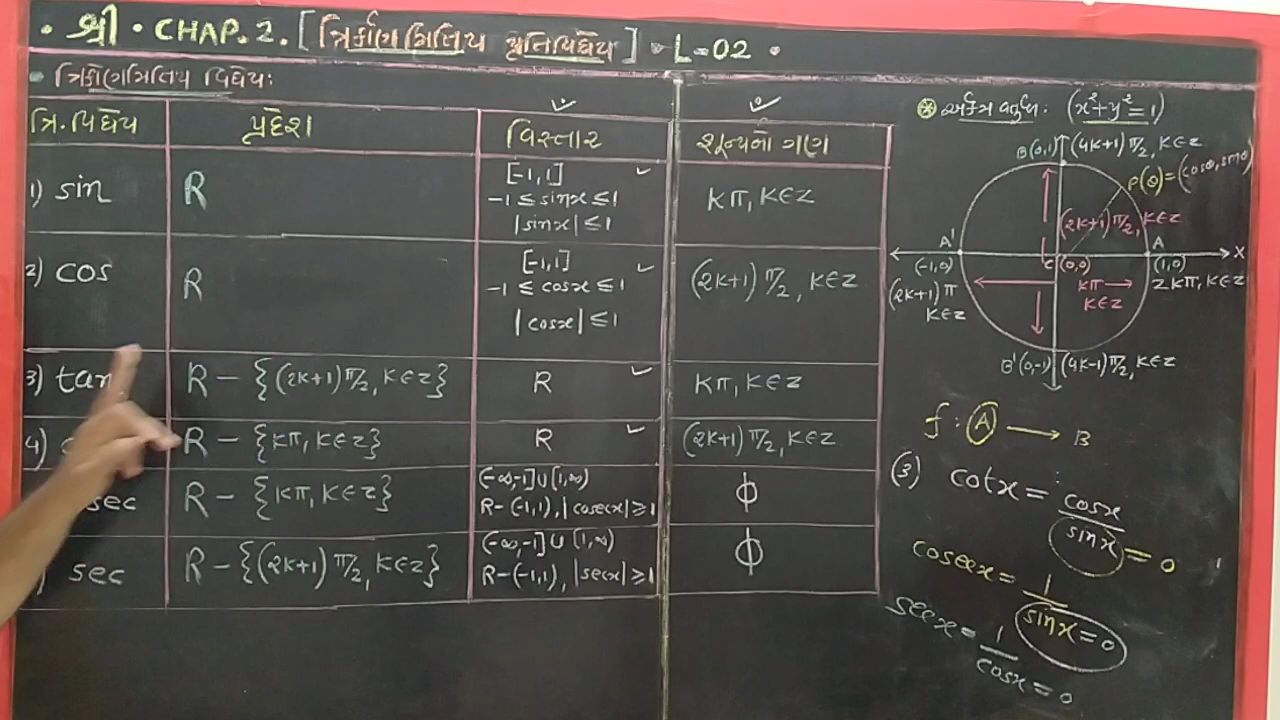 • શ્રી • CHAP. 2. [ત્રિકોણમિતિય પ્રતિવિધેય] • L-02 •
• ત્રિકોણમિતિય વિધેય:
ત્રિ.વિધેય પ્રદેશ વિસ્તાર શૂન્યનો ગણ
1) sin R [-1,1] kπ, k∈z
-1 ≤ sinx ≤ 1
|sinx| ≤ 1
2) cos R [-1,1] (2k+1) π/2, k∈z
-1 ≤ cosx ≤ 1
|cosx| ≤ 1
3) tan R - {(2k+1) π/2, k∈z} R kπ, k∈z
4) R - {kπ, k∈z} R (2k+1) π/2, k∈z
sec R - {kπ, k∈z} (-∞,-1] ∪ [1,∞) ϕ
R-(-1,1), |cosecx| ≥ 1
) sec R - {(2k+1) π/2, k∈z} (-∞,-1] ∪ [1,∞) ϕ
R-(-1,1), |secx| ≥ 1
એકમ વર્તુળ: (x²+y²=1)
B(0,1) (4k+1) π/2, k∈z
P(θ)=(cosθ, sinθ)
(2k+1) π/2, k∈z
A' A X
(-1,0) C (0,0) (1,0)
(2k+1) π kπ 2kπ, k∈z
k∈z k∈z
B'(0,-1) (4k-1) π/2, k∈z
f : A → B
(3) cotx = cosx / sinx = 0
cosecx = 1 / sinx = 0
secx = 1 / cosx = 0